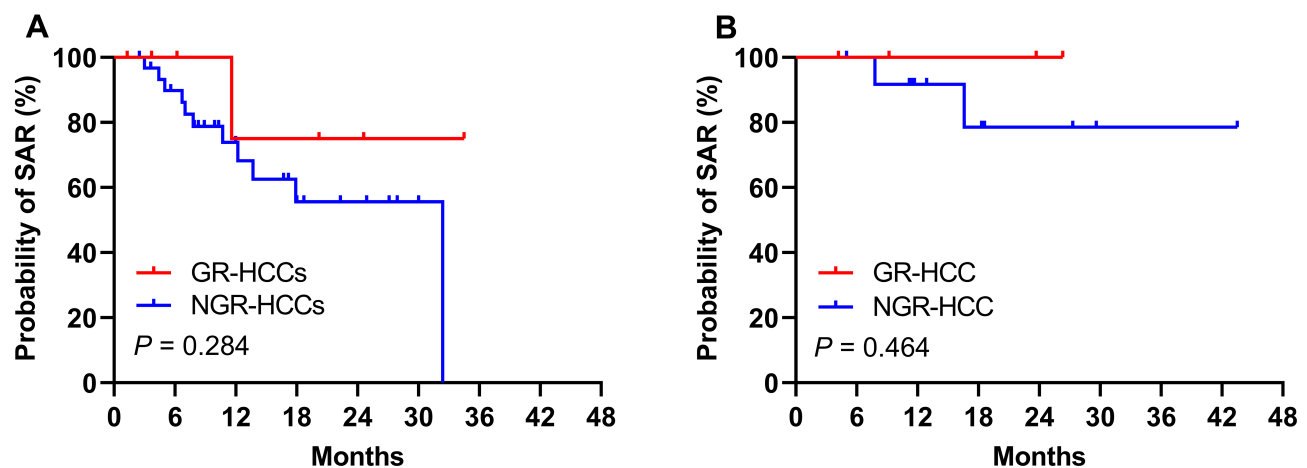 A
Probability of SAR (%)
100
80
60
40
20
0
GR-HCCs
NGR-HCCs
P = 0.284
0 6 12 18 24 30 36 42 48
Months
B
Probability of SAR (%)
100
80
60
40
20
0
GR-HCC
NGR-HCC
P = 0.464
0 6 12 18 24 30 36 42 48
Months